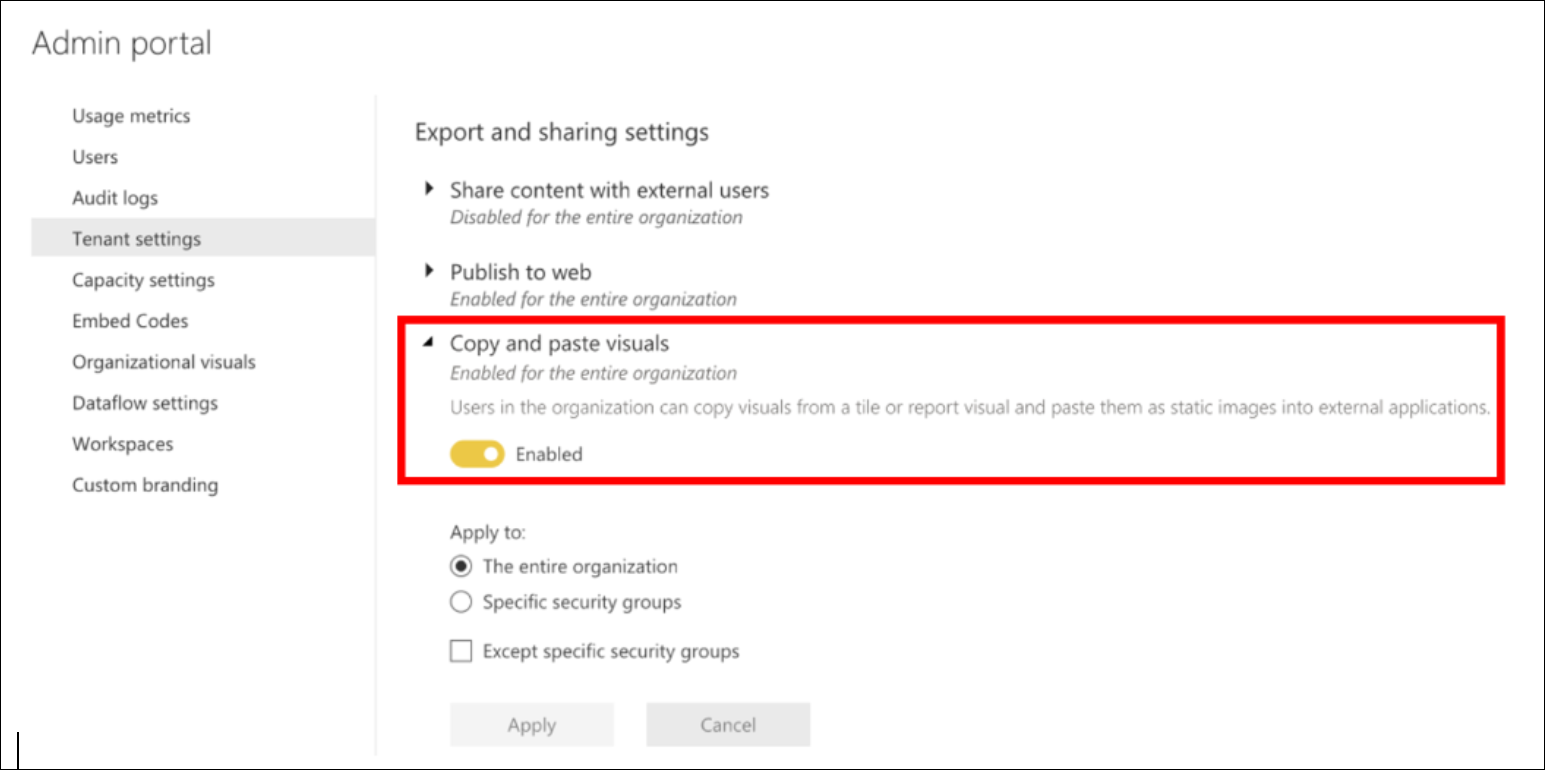 Admin portal
Usage metrics
Users
Audit logs
Tenant settings
Capacity settings
Embed Codes
Organizational visuals
Dataflow settings
Workspaces
Custom branding
Export and sharing settings
Share content with external users
Disabled for the entire organization
Publish to web
Enabled for the entire organization
Copy and paste visuals
Enabled for the entire organization
Users in the organization can copy visuals from a tile or report visual and paste them as static images into external applications.
Enabled
Apply to:
The entire organization
Specific security groups
Except specific security groups
Apply
Cancel